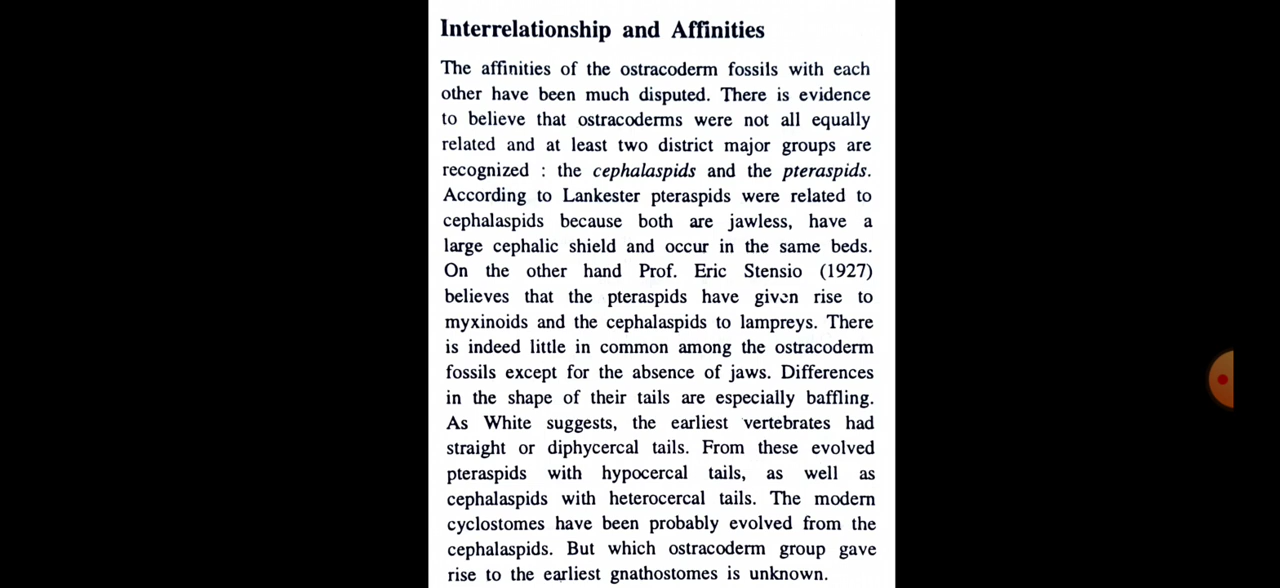 Interrelationship and Affinities
The affinities of the ostracoderm fossils with each
other have been much disputed. There is evidence
to believe that ostracoderms were not all equally
related and at least two district major groups are
recognized : the cephalaspids and the pteraspids.
According to Lankester pteraspids were related to
cephalaspids because both are jawless, have a
large cephalic shield and occur in the same beds.
On the other hand Prof. Eric Stensio (1927)
believes that the pteraspids have given rise to
myxinoids and the cephalaspids to lampreys. There
is indeed little in common among the ostracoderm
fossils except for the absence of jaws. Differences
in the shape of their tails are especially baffling.
As White suggests, the earliest vertebrates had
straight or diphycercal tails. From these evolved
pteraspids with hypocercal tails, as well as
cephalaspids with heterocercal tails. The modern
cyclostomes have been probably evolved from the
cephalaspids. But which ostracoderm group gave
rise to the earliest gnathostomes is unknown.